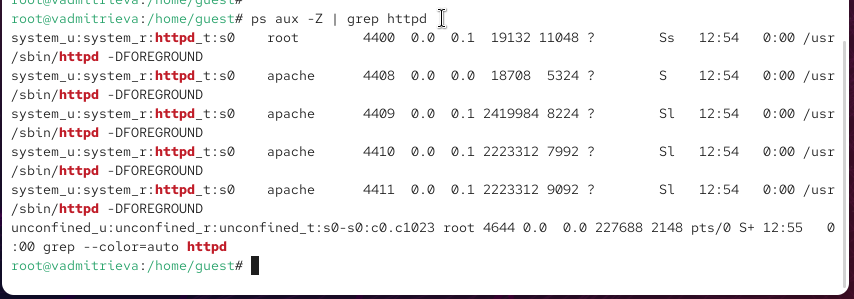 root@vadmitrieva:/home/guest#
root@vadmitrieva:/home/guest# ps aux -Z | grep httpd
system_u:system_r:httpd_t:s0    root        4400  0.0  0.1  19132 11048 ?        Ss   12:54   0:00 /usr
/sbin/httpd -DFOREGROUND
system_u:system_r:httpd_t:s0    apache      4408  0.0  0.0  18708  5324 ?        S    12:54   0:00 /usr
/sbin/httpd -DFOREGROUND
system_u:system_r:httpd_t:s0    apache      4409  0.0  0.1 2419984 8224 ?        Sl   12:54   0:00 /usr
/sbin/httpd -DFOREGROUND
system_u:system_r:httpd_t:s0    apache      4410  0.0  0.1 2223312 7992 ?        Sl   12:54   0:00 /usr
/sbin/httpd -DFOREGROUND
system_u:system_r:httpd_t:s0    apache      4411  0.0  0.1 2223312 9092 ?        Sl   12:54   0:00 /usr
/sbin/httpd -DFOREGROUND
unconfined_u:unconfined_r:unconfined_t:s0-s0:c0.c1023 root 4644 0.0  0.0 227688 2148 pts/0 S+ 12:55   0
:00 grep --color=auto httpd
root@vadmitrieva:/home/guest#